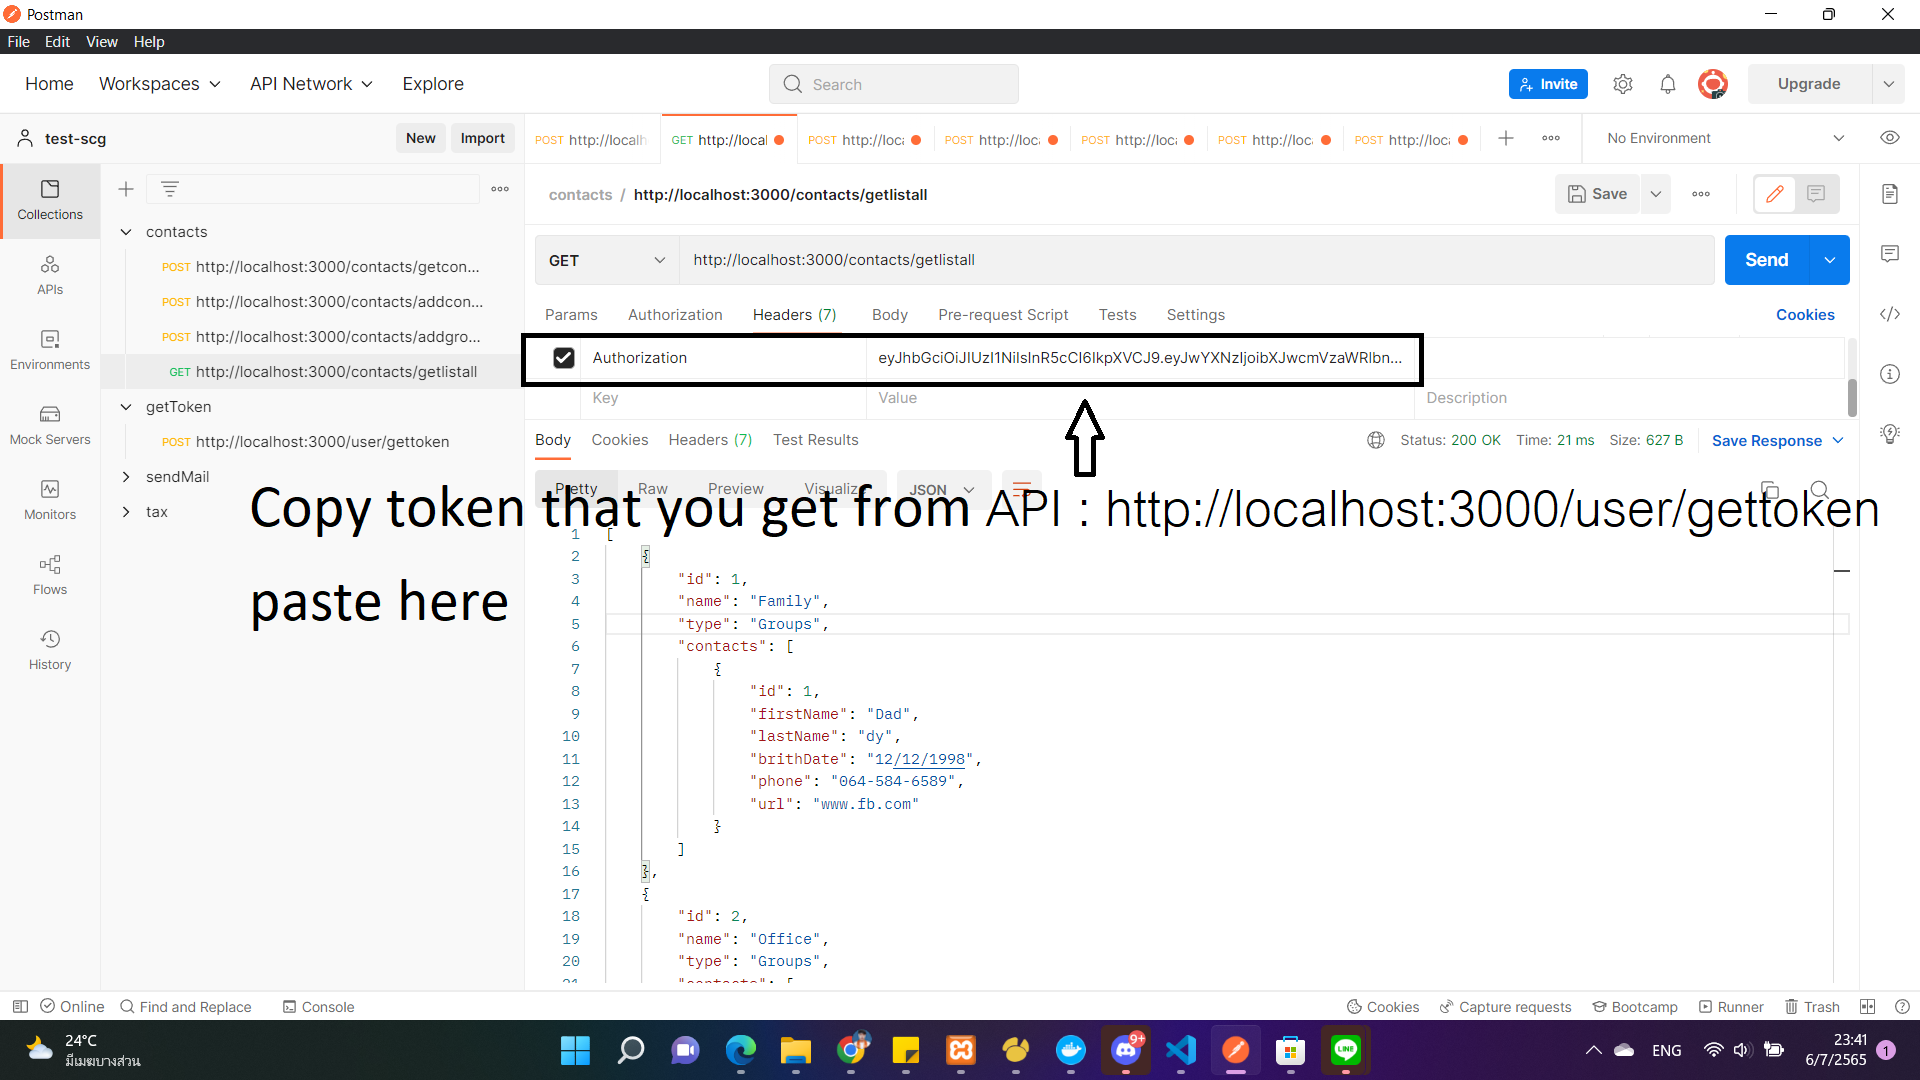 Postman
File Edit View Help
Home Workspaces API Network Explore Search Invite Upgrade
test-scg New Import
POST http://localh GET http://local POST http://loc POST http://loc POST http://loc POST http://loc POST http://loc No Environment
contacts / http://localhost:3000/contacts/getlistall Save
Collections
APIs
Environments
Mock Servers
Monitors
Flows
History
contacts
POST http://localhost:3000/contacts/getcon...
POST http://localhost:3000/contacts/addcon...
POST http://localhost:3000/contacts/addgro...
GET http://localhost:3000/contacts/getlistall
getToken
POST http://localhost:3000/user/gettoken
sendMail
tax
GET http://localhost:3000/contacts/getlistall Send
Params Authorization Headers (7) Body Pre-request Script Tests Settings Cookies
Authorization eyJhbGciOiJIUzI1NiIsInR5cCI6IkpXVCJ9.eyJwYXNzIjoibXJwcmVzaWRlbn...
Key Value Description
Body Cookies Headers (7) Test Results Status: 200 OK Time: 21 ms Size: 627 B Save Response
Pretty Raw Preview Visualize JSON
Copy token that you get from API : http://localhost:3000/user/gettoken
paste here
1 [
2 {
3 "id": 1,
4 "name": "Family",
5 "type": "Groups",
6 "contacts": [
7 {
8 "id": 1,
9 "firstName": "Dad",
10 "lastName": "dy",
11 "brithDate": "12/12/1998",
12 "phone": "064-584-6589",
13 "url": "www.fb.com"
14 }
15 ]
16 },
17 {
18 "id": 2,
19 "name": "Office",
20 "type": "Groups",
21 "contacts": [
Online Find and Replace Console Cookies Capture requests Bootcamp Runner Trash
24°C
มีเมฆบางส่วน
9+
LINE
ENG
23:41
6/7/2565
1